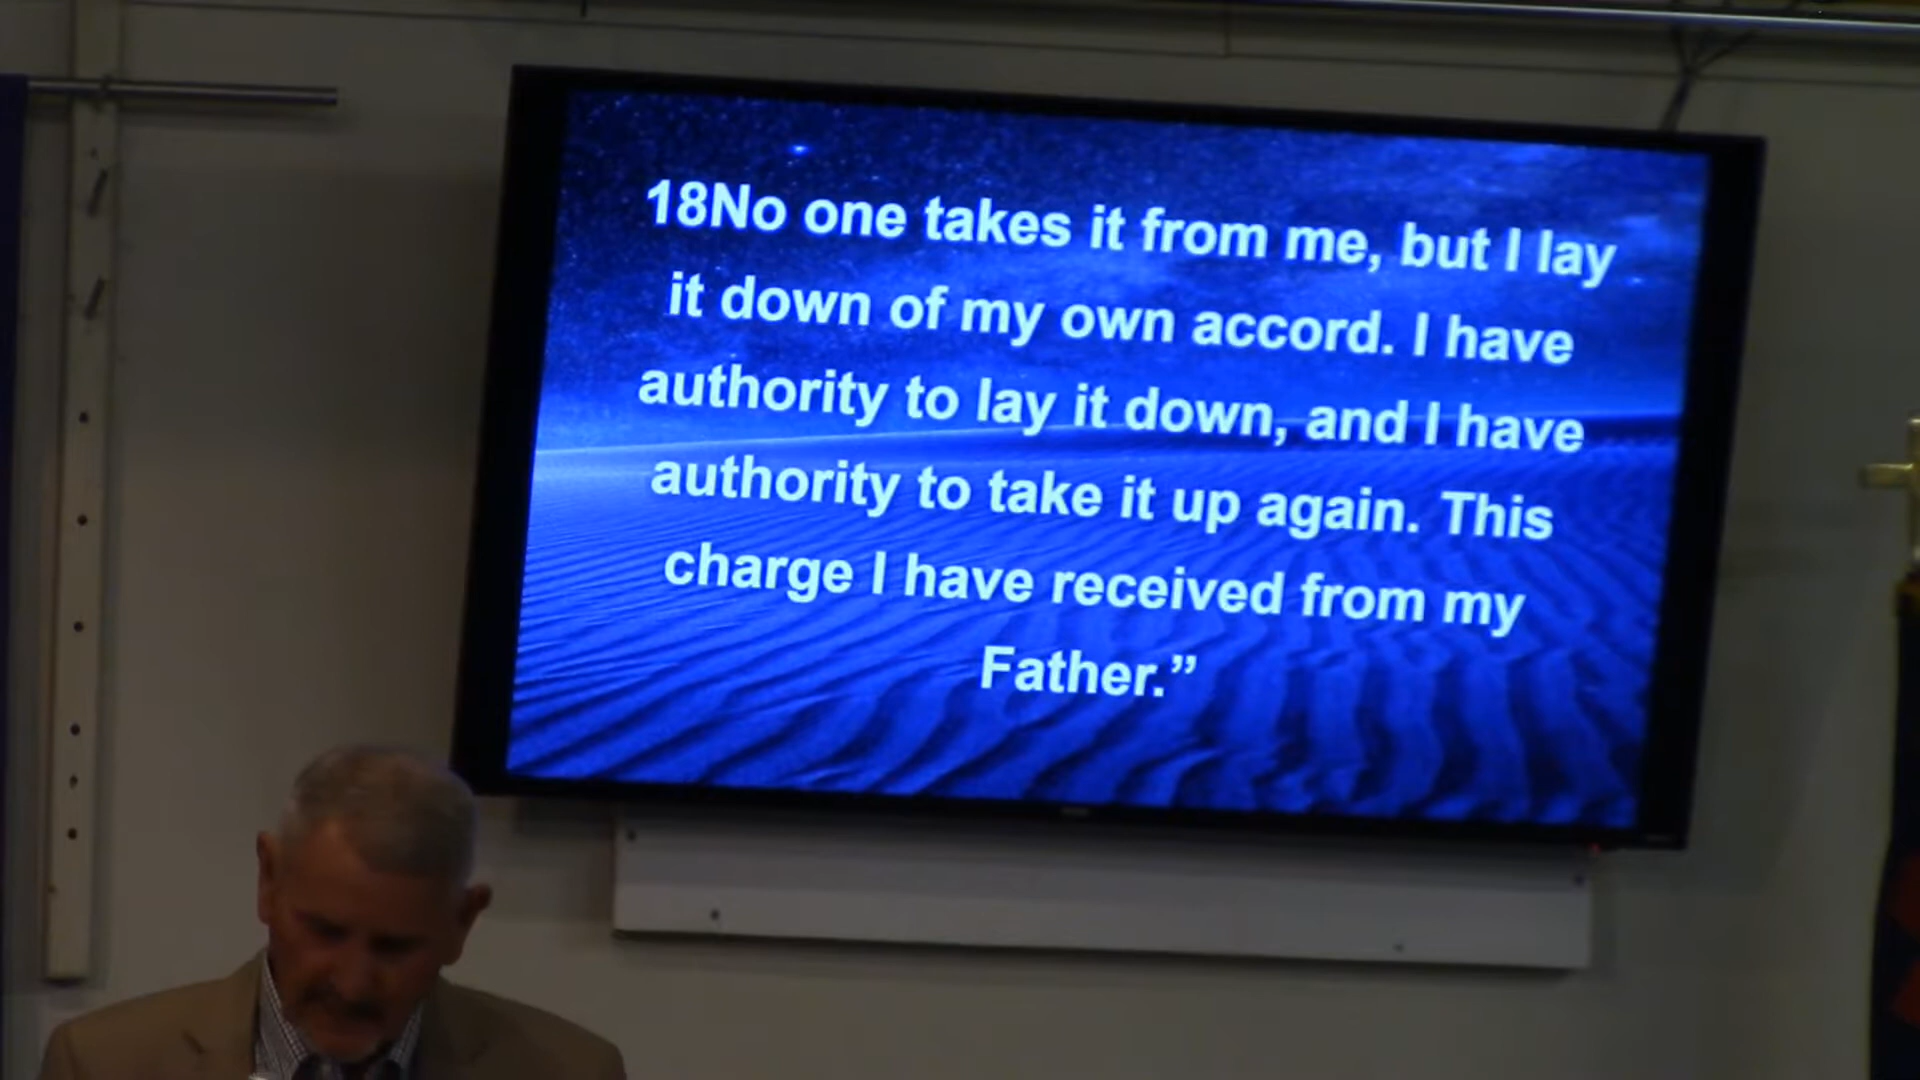 18No one takes it from me, but I lay
it down of my own accord. I have
authority to lay it down, and I have
authority to take it up again. This
charge I have received from my
Father.”